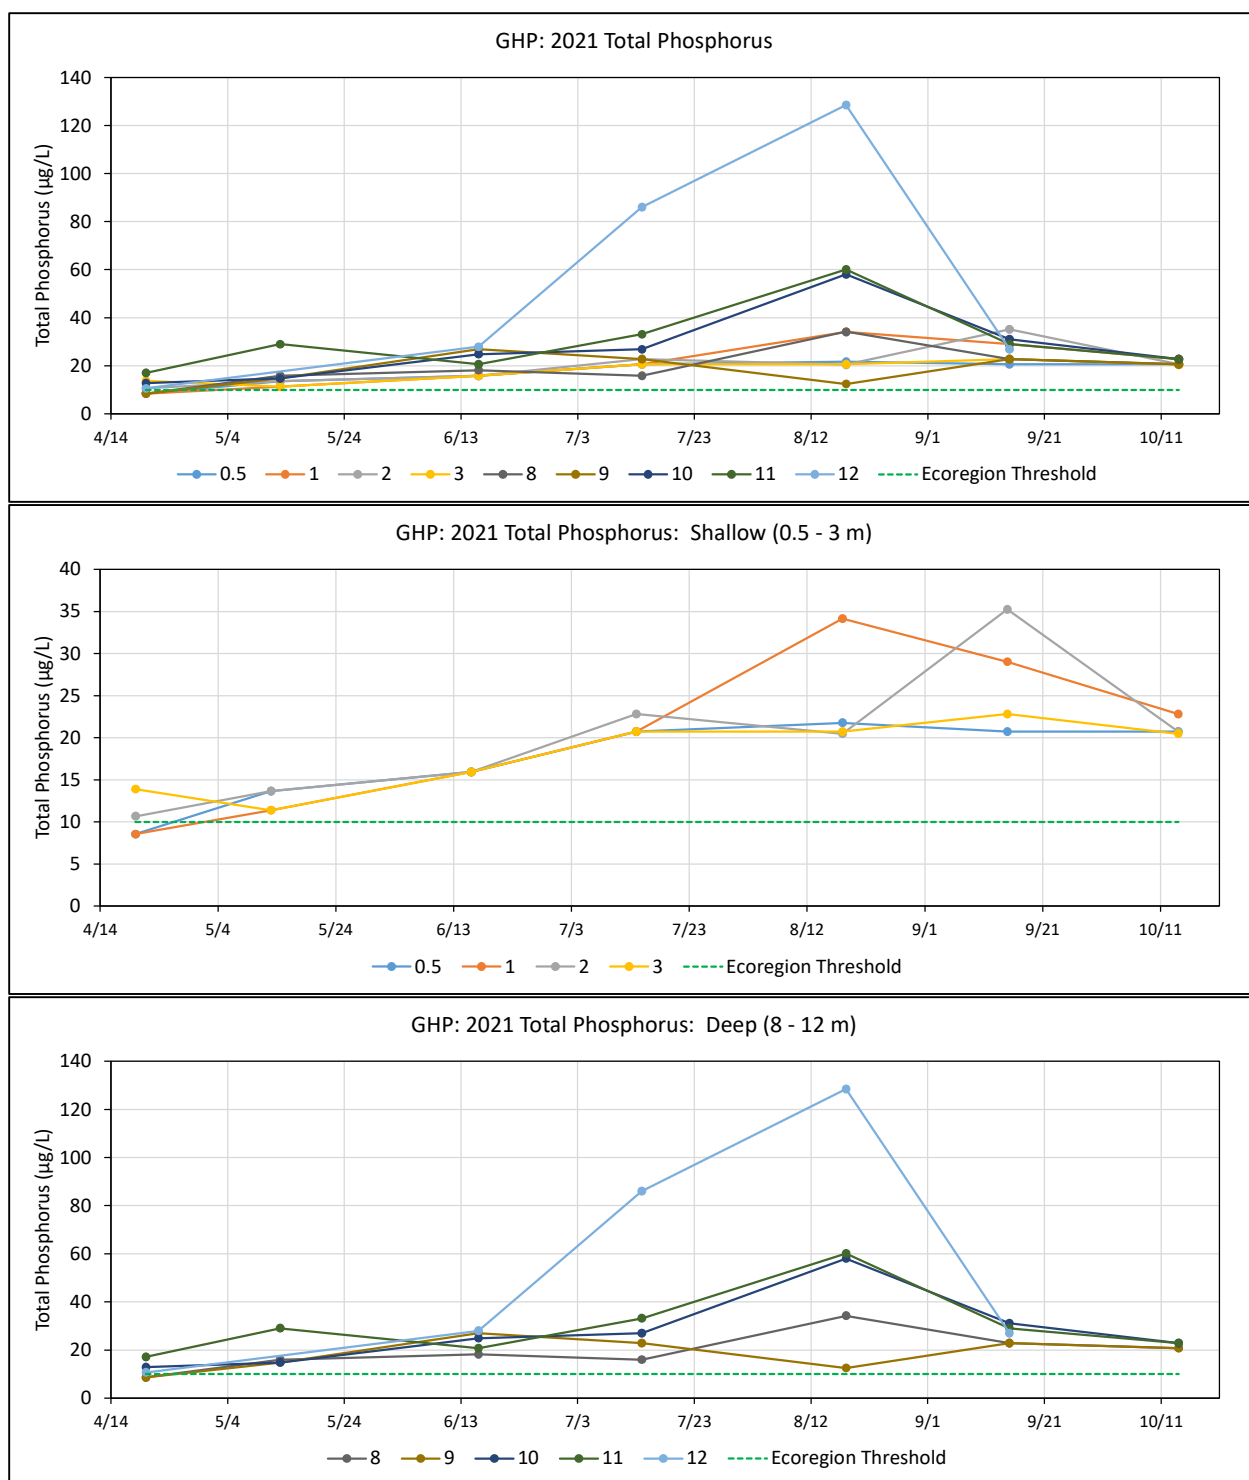 GHP: 2021 Total Phosphorus
Total Phosphorus (µg/L)
140
120
100
80
60
40
20
0
4/14 5/4 5/24 6/13 7/3 7/23 8/12 9/1 9/21 10/11
0.5 1 2 3 8 9 10 11 12 Ecoregion Threshold
GHP: 2021 Total Phosphorus: Shallow (0.5 - 3 m)
Total Phosphorus (µg/L)
40
35
30
25
20
15
10
5
0
4/14 5/4 5/24 6/13 7/3 7/23 8/12 9/1 9/21 10/11
0.5 1 2 3 Ecoregion Threshold
GHP: 2021 Total Phosphorus: Deep (8 - 12 m)
Total Phosphorus (µg/L)
140
120
100
80
60
40
20
0
4/14 5/4 5/24 6/13 7/3 7/23 8/12 9/1 9/21 10/11
8 9 10 11 12 Ecoregion Threshold